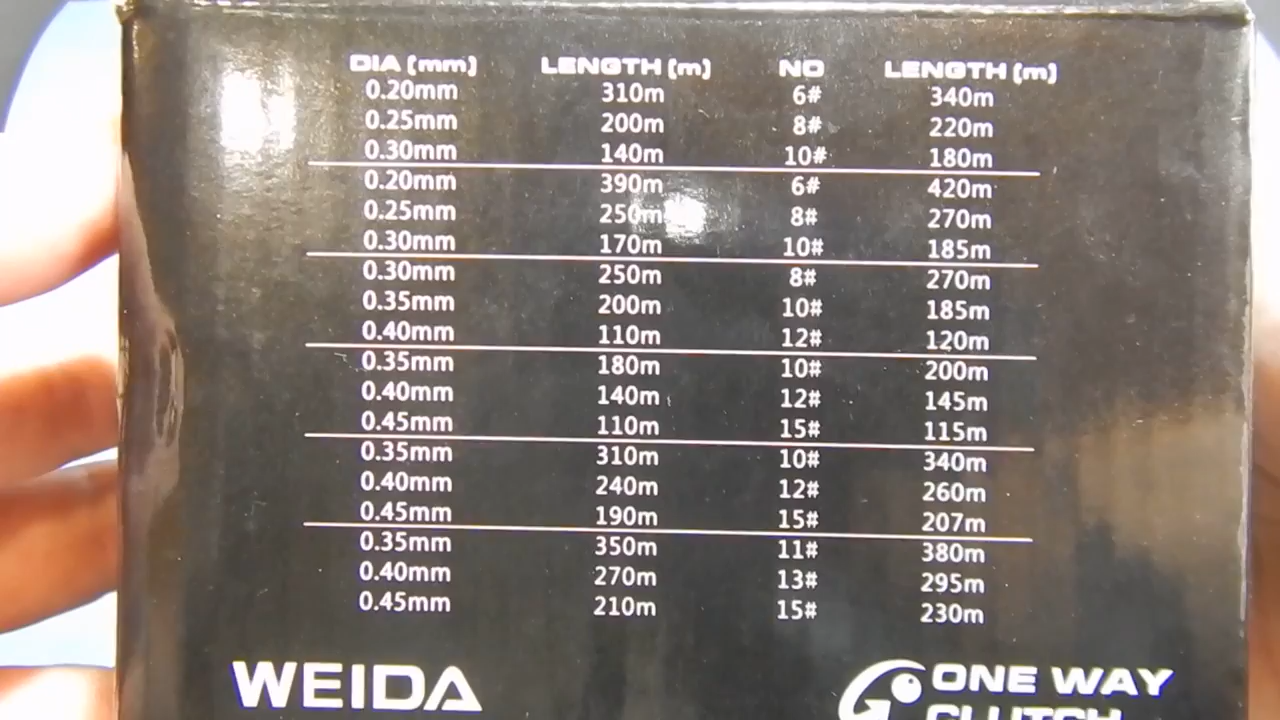 DIA (mm) LENGTH (m) NO LENGTH (m)
0.20mm 310m 6# 340m
0.25mm 200m 8# 220m
0.30mm 140m 10# 180m
0.20mm 390m 6# 420m
0.25mm 250m 8# 270m
0.30mm 170m 10# 185m
0.30mm 250m 8# 270m
0.35mm 200m 10# 185m
0.40mm 110m 12# 120m
0.35mm 180m 10# 200m
0.40mm 140m 12# 145m
0.45mm 110m 15# 115m
0.35mm 310m 10# 340m
0.40mm 240m 12# 260m
0.45mm 190m 15# 207m
0.35mm 350m 11# 380m
0.40mm 270m 13# 295m
0.45mm 210m 15# 230m
WEIDA ONE WAY
CLUTCH